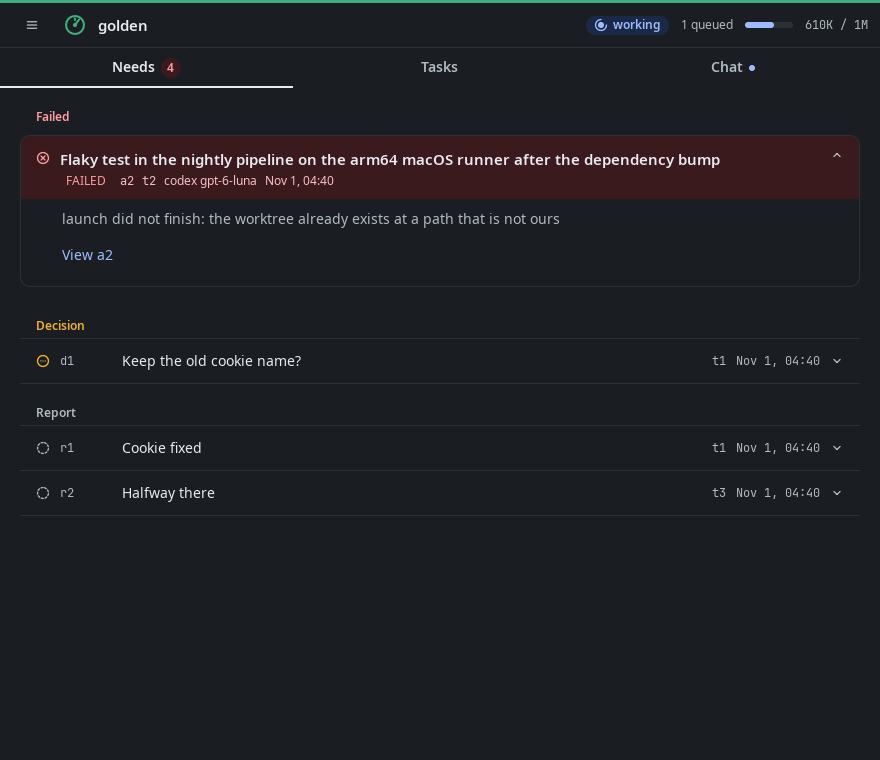 golden
working
1 queued
610K / 1M
Needs 4
Tasks
Chat
Failed
Flaky test in the nightly pipeline on the arm64 macOS runner after the dependency bump
FAILED a2 t2 codex gpt-6-luna Nov 1, 04:40
launch did not finish: the worktree already exists at a path that is not ours
View a2
Decision
d1 Keep the old cookie name? t1 Nov 1, 04:40
Report
r1 Cookie fixed t1 Nov 1, 04:40
r2 Halfway there t3 Nov 1, 04:40